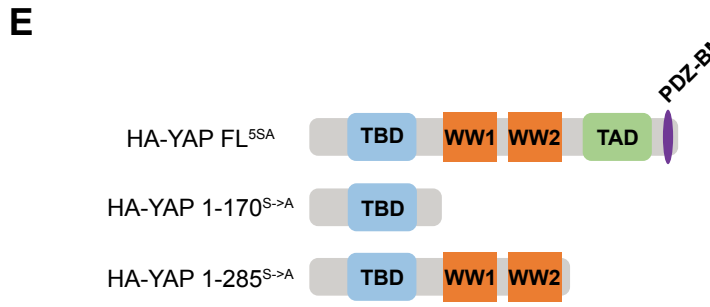 E
PDZ-BM
HA-YAP FL5SA TBD WW1 WW2 TAD
HA-YAP 1-170S->A TBD
HA-YAP 1-285S->A TBD WW1 WW2